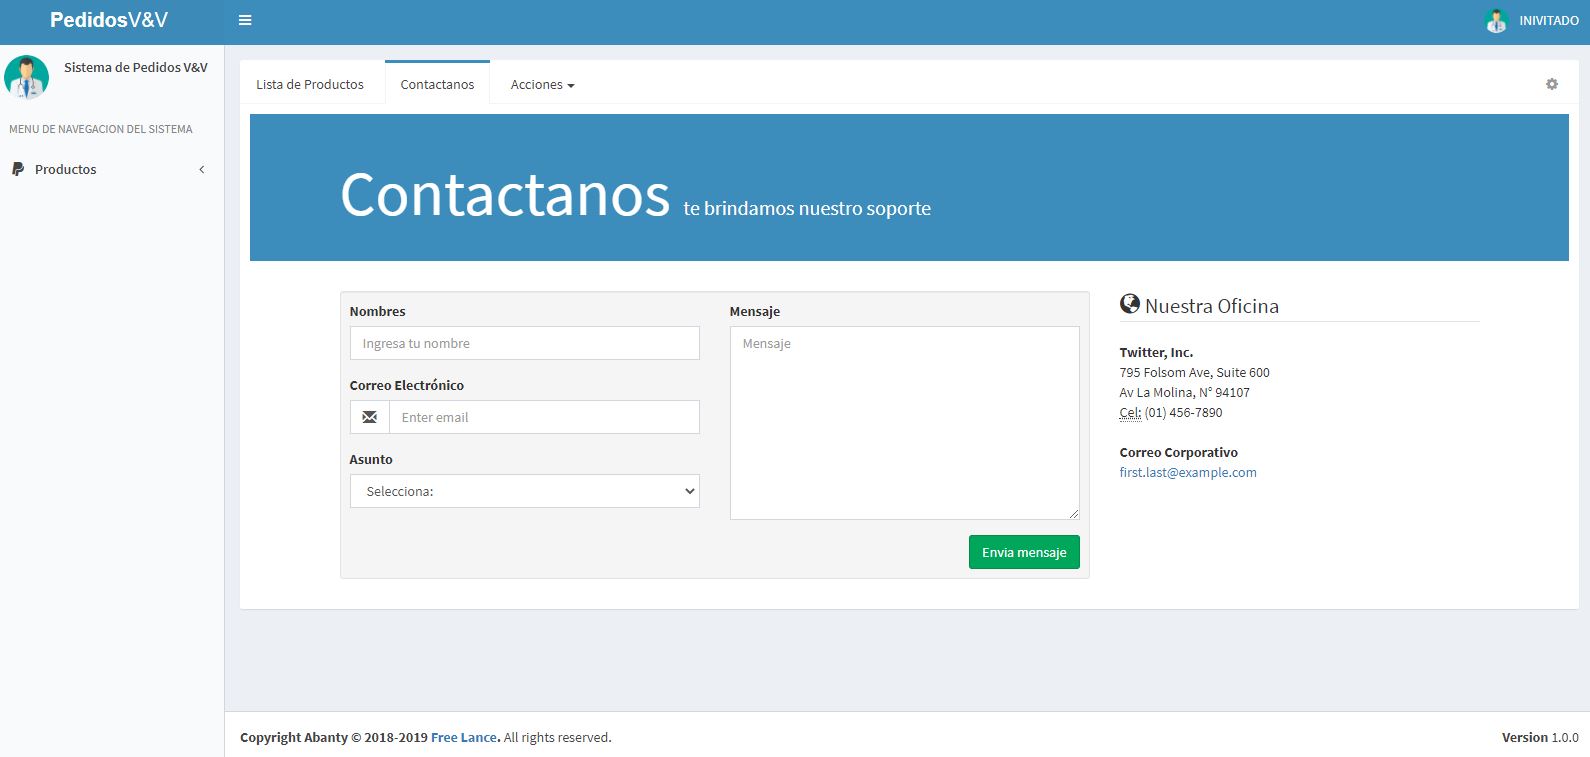 PedidosV&V
INIVITADO
Sistema de Pedidos V&V
MENU DE NAVEGACION DEL SISTEMA
Productos
Lista de Productos
Contactanos
Acciones
Contactanos te brindamos nuestro soporte
Nombres
Ingresa tu nombre
Correo Electrónico
Enter email
Asunto
Selecciona:
Mensaje
Mensaje
Envia mensaje
Nuestra Oficina
Twitter, Inc.
795 Folsom Ave, Suite 600
Av La Molina, N° 94107
Cel: (01) 456-7890
Correo Corporativo
first.last@example.com
Copyright Abanty © 2018-2019 Free Lance. All rights reserved.
Version 1.0.0